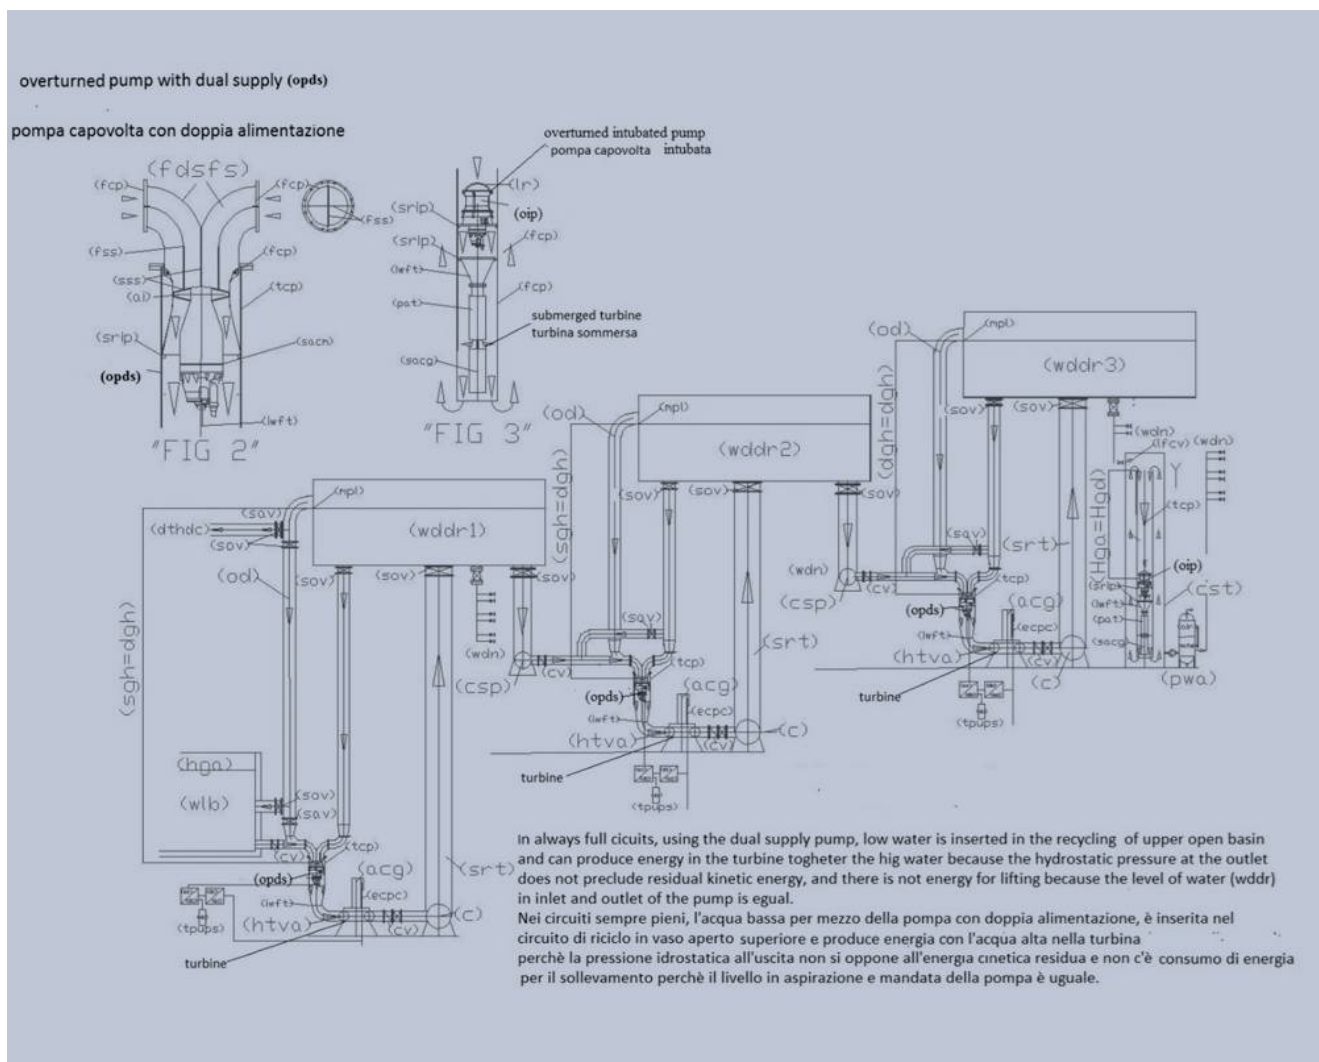 overturned pump with dual supply (opds)
pompa capovolta con doppia alimentazione
overturned intubated pump
pompa capovolta intubata
(fdsfs)
(fcp)
(fcp)
(fss)
(fss)
(fcp)
(sss)
(tcp)
(srip)
(opds)
(lwft)
"FIG 2"
(lr)
(srip)
(oip)
(srip)
(fcp)
(lwft)
(pat)
(fcp)
submerged turbine
turbina sommersa
(sacg)
"FIG 3"
(od)
(mpl)
(wddr3)
(sov)
(sov)
(wdn)
(lfcv)
(wdn)
(dgh=dgh)
(Hga=Hgd)
(tcp)
(sav)
(srt)
(tcp)
(oip)
(srip)
(cst)
(opds)
(acg)
(lwft)
(lwft)
(ecpc)
(pat)
(sacg)
(htva)
(cv)
(c)
(pwa)
turbine
(tpups)
(od)
(mpl)
(wddr2)
(sgh=dgh)
(sov)
(sov)
(sov)
(wdn)
(csp)
(cv)
(sav)
(srt)
(tcp)
(opds)
(acg)
(lwft)
(ecpc)
(htva)
(cv)
(c)
turbine
(tpups)
(mpl)
(sav)
(dthdc)
(sov)
(wddr1)
(od)
(sov)
(sov)
(sov)
(sgh=dgh)
(wdn)
(csp)
(cv)
(hga)
(wlb)
(sov)
(sav)
(cv)
(tcp)
(opds)
(acg)
(srt)
(lwft)
(ecpc)
(tpups)
(htva)
(cv)
(c)
turbine
In always full cicuits, using the dual supply pump, low water is inserted in the recycling of upper open basin
and can produce energy in the turbine togheter the hig water because the hydrostatic pressure at the outlet
does not preclude residual kinetic energy, and there is not energy for lifting because the level of water (wddr)
in inlet and outlet of the pump is egual.
Nei circuiti sempre pieni, l'acqua bassa per mezzo della pompa con doppia alimentazione, è inserita nel
circuito di riciclo in vaso aperto superiore e produce energia con l'acqua alta nella turbina
perchè la pressione idrostatica all'uscita non si oppone all'energia cinetica residua e non c'è consumo di energia
per il sollevamento perchè il livello in aspirazione e mandata della pompa è uguale.